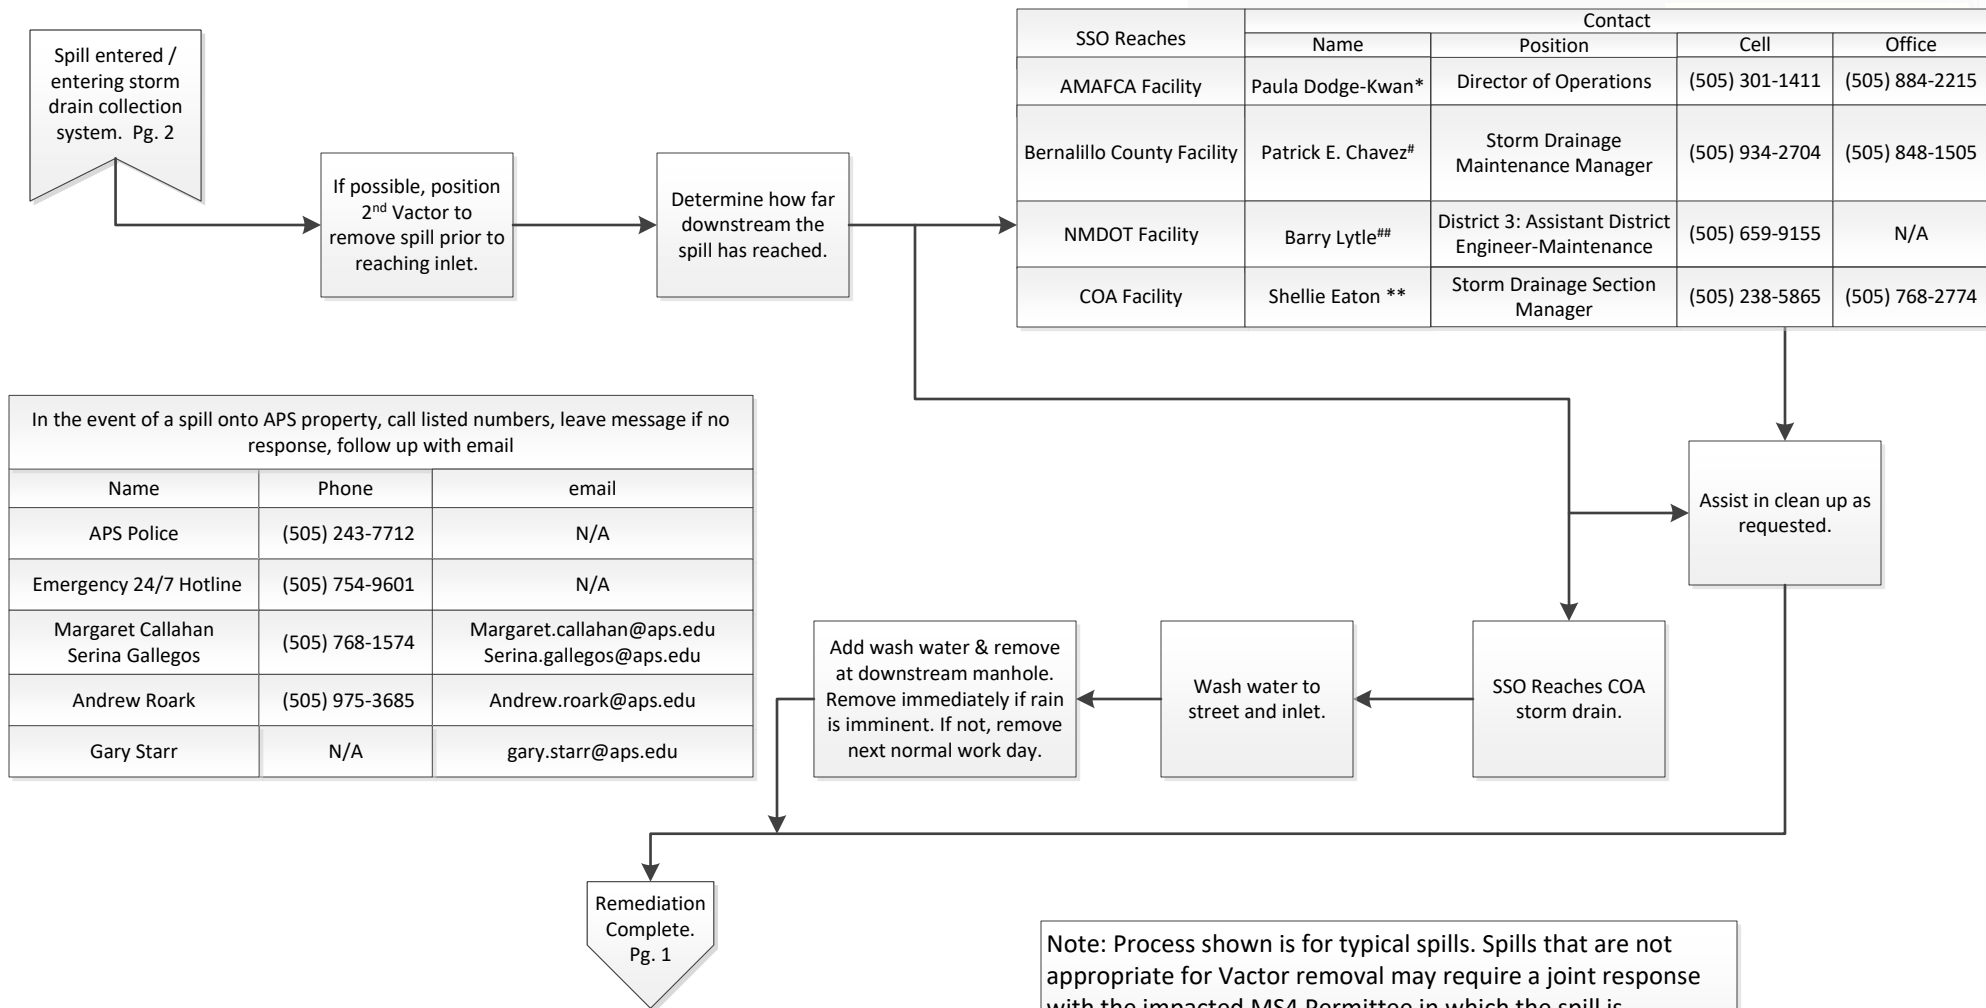 Spill entered /
entering storm
drain collection
system. Pg. 2
If possible, position
2nd Vactor to
remove spill prior to
reaching inlet.
Determine how far
downstream the
spill has reached.
SSO Reaches
Contact
Name
Position
Cell
Office
AMAFCA Facility
Paula Dodge-Kwan*
Director of Operations
(505) 301-1411
(505) 884-2215
Bernalillo County Facility
Patrick E. Chavez#
Storm Drainage
Maintenance Manager
(505) 934-2704
(505) 848-1505
NMDOT Facility
Barry Lytle##
District 3: Assistant District
Engineer-Maintenance
(505) 659-9155
N/A
COA Facility
Shellie Eaton **
Storm Drainage Section
Manager
(505) 238-5865
(505) 768-2774
In the event of a spill onto APS property, call listed numbers, leave message if no
response, follow up with email
Name
Phone
email
APS Police
(505) 243-7712
N/A
Emergency 24/7 Hotline
(505) 754-9601
N/A
Margaret Callahan
Serina Gallegos
(505) 768-1574
Margaret.callahan@aps.edu
Serina.gallegos@aps.edu
Andrew Roark
(505) 975-3685
Andrew.roark@aps.edu
Gary Starr
N/A
gary.starr@aps.edu
Assist in clean up as
requested.
SSO Reaches COA
storm drain.
Wash water to
street and inlet.
Add wash water & remove
at downstream manhole.
Remove immediately if rain
is imminent. If not, remove
next normal work day.
Remediation
Complete.
Pg. 1
Note: Process shown is for typical spills. Spills that are not
appropriate for Vactor removal may require a joint response
with the impacted MS4 Permittee in which the spill is